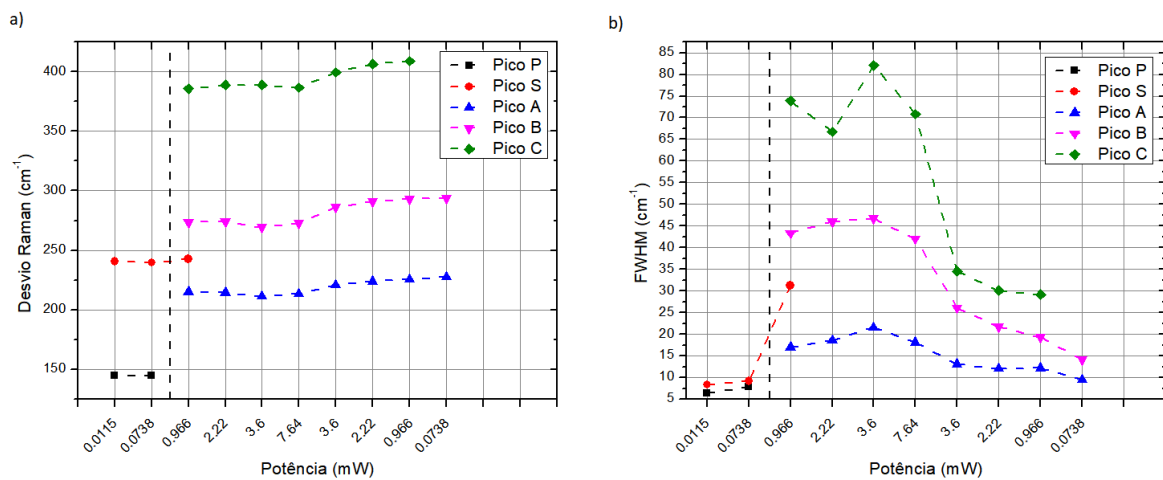 a)
Desvio Raman (cm⁻¹)
400
350
300
250
200
150
Pico P
Pico S
Pico A
Pico B
Pico C
0.0115
0.0738
0.966
2.22
3.6
7.64
3.6
2.22
0.966
0.0738
Potência (mW)
b)
FWHM (cm⁻¹)
85
80
75
70
65
60
55
50
45
40
35
30
25
20
15
10
5
Pico P
Pico S
Pico A
Pico B
Pico C
0.0115
0.0738
0.966
2.22
3.6
7.64
3.6
2.22
0.966
0.0738
Potência (mW)